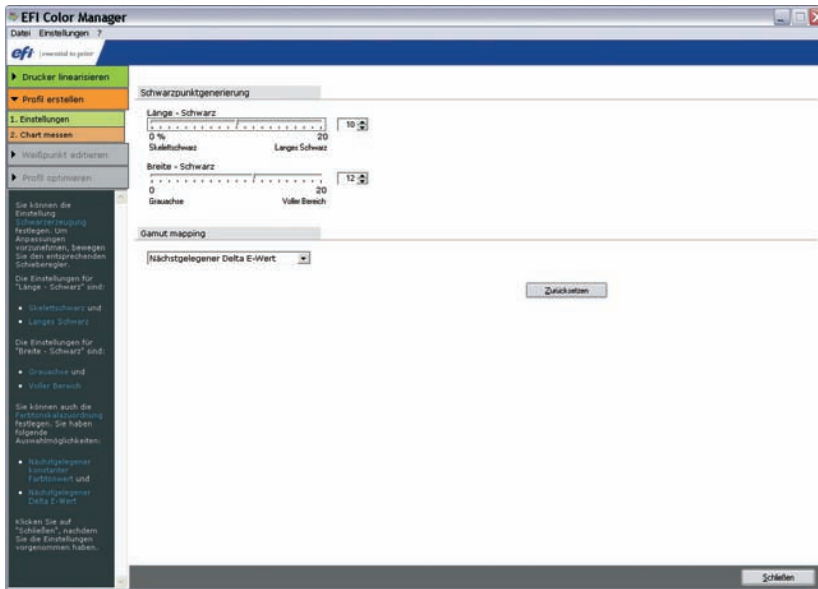 EFI Color Manager
Datei Einstellungen ?
efi essential to print
Drucker linearisieren
Profil erstellen
1. Einstellungen
2. Chart messen
Weißpunkt editieren
Profil optimieren
Sie können die
Einstellung
Schwarzerzeugung
festlegen. Um
Anpassungen
vorzunehmen, bewegen
Sie den entsprechenden
Schieberegler.
Die Einstellungen für
"Länge - Schwarz" sind:
• Skelettschwarz und
• Langes Schwarz
Die Einstellungen für
"Breite - Schwarz" sind:
• Grauachse und
• Voller Bereich
Sie können auch die
Farbtonskalazuordnung
festlegen. Sie haben
folgende
Auswahlmöglichkeiten:
• Nächstgelegener
konstanter
Farbtonwert und
• Nächstgelegener
Delta E-Wert
Klicken Sie auf
"Schließen", nachdem
Sie die Einstellungen
vorgenommen haben.
Schwarzpunktgenerierung
Länge - Schwarz
10
0 % 20
Skelettschwarz Langes Schwarz
Breite - Schwarz
12
0 20
Grauachse Voller Bereich
Gamut mapping
Nächstgelegener Delta E-Wert
Zurücksetzen
Schließen